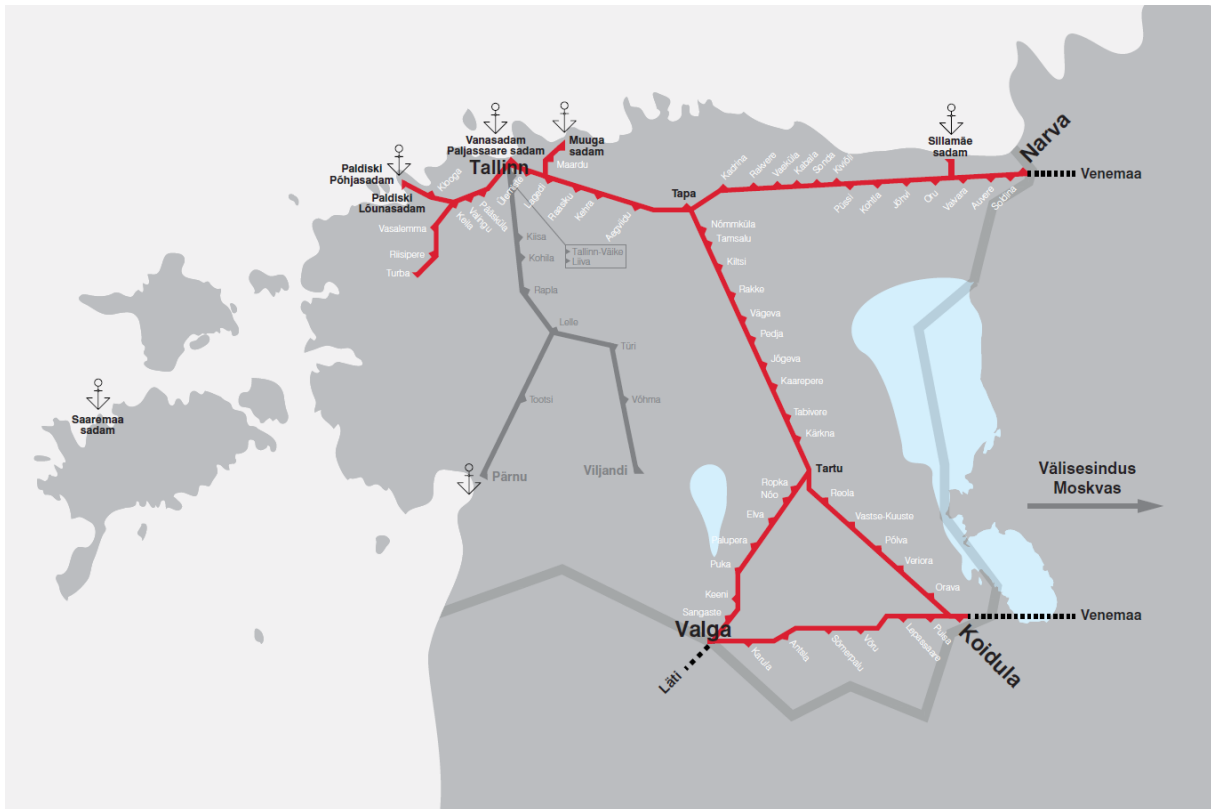 Vanasadam
Paljassaare sadam
Tallinn
Muuga
sadam
Maardu
Paldiski
Põhjasadam
Paldiski
Lõunasadam
Klooga
Keila
Valingu
Pääsküla
Ülemiste
Lagedi
Raasiku
Kehra
Aegviidu
Vasalemma
Riisipere
Turba
Tapa
Kadrina
Rakvere
Vaeküla
Kabala
Sonda
Kiviõli
Püssi
Kohtla
Jõhvi
Oru
Vaivara
Auvere
Soldina
Sillamäe
sadam
Narva
Venemaa
Kiisa
Kohila
Tallinn-Väike
Liiva
Rapla
Lelle
Türi
Tootsi
Võhma
Pärnu
Viljandi
Nõmmküla
Tamsalu
Kiltsi
Rakke
Vägeva
Pedja
Jõgeva
Kaarepere
Tabivere
Kärkna
Tartu
Saaremaa
sadam
Välisesindus
Moskvas
Ropka
Nõo
Elva
Palupera
Puka
Keeni
Sangaste
Valga
Läti
Reola
Vastse-Kuuste
Põlva
Veriora
Orava
Karula
Antsla
Sõmerpalu
Võru
Lepassaare
Piusa
Koidula
Venemaa